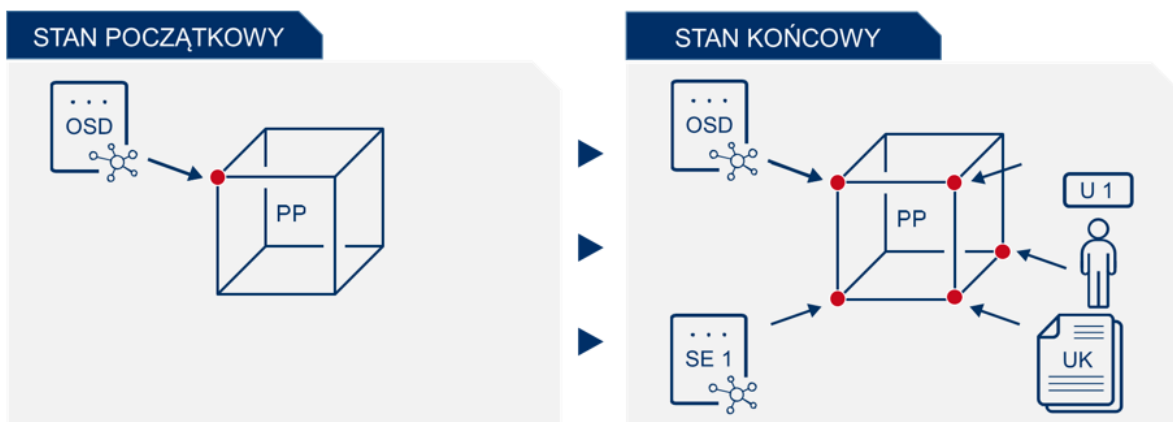 STAN POCZĄTKOWY
OSD
PP
STAN KOŃCOWY
OSD
PP
U 1
SE 1
UK